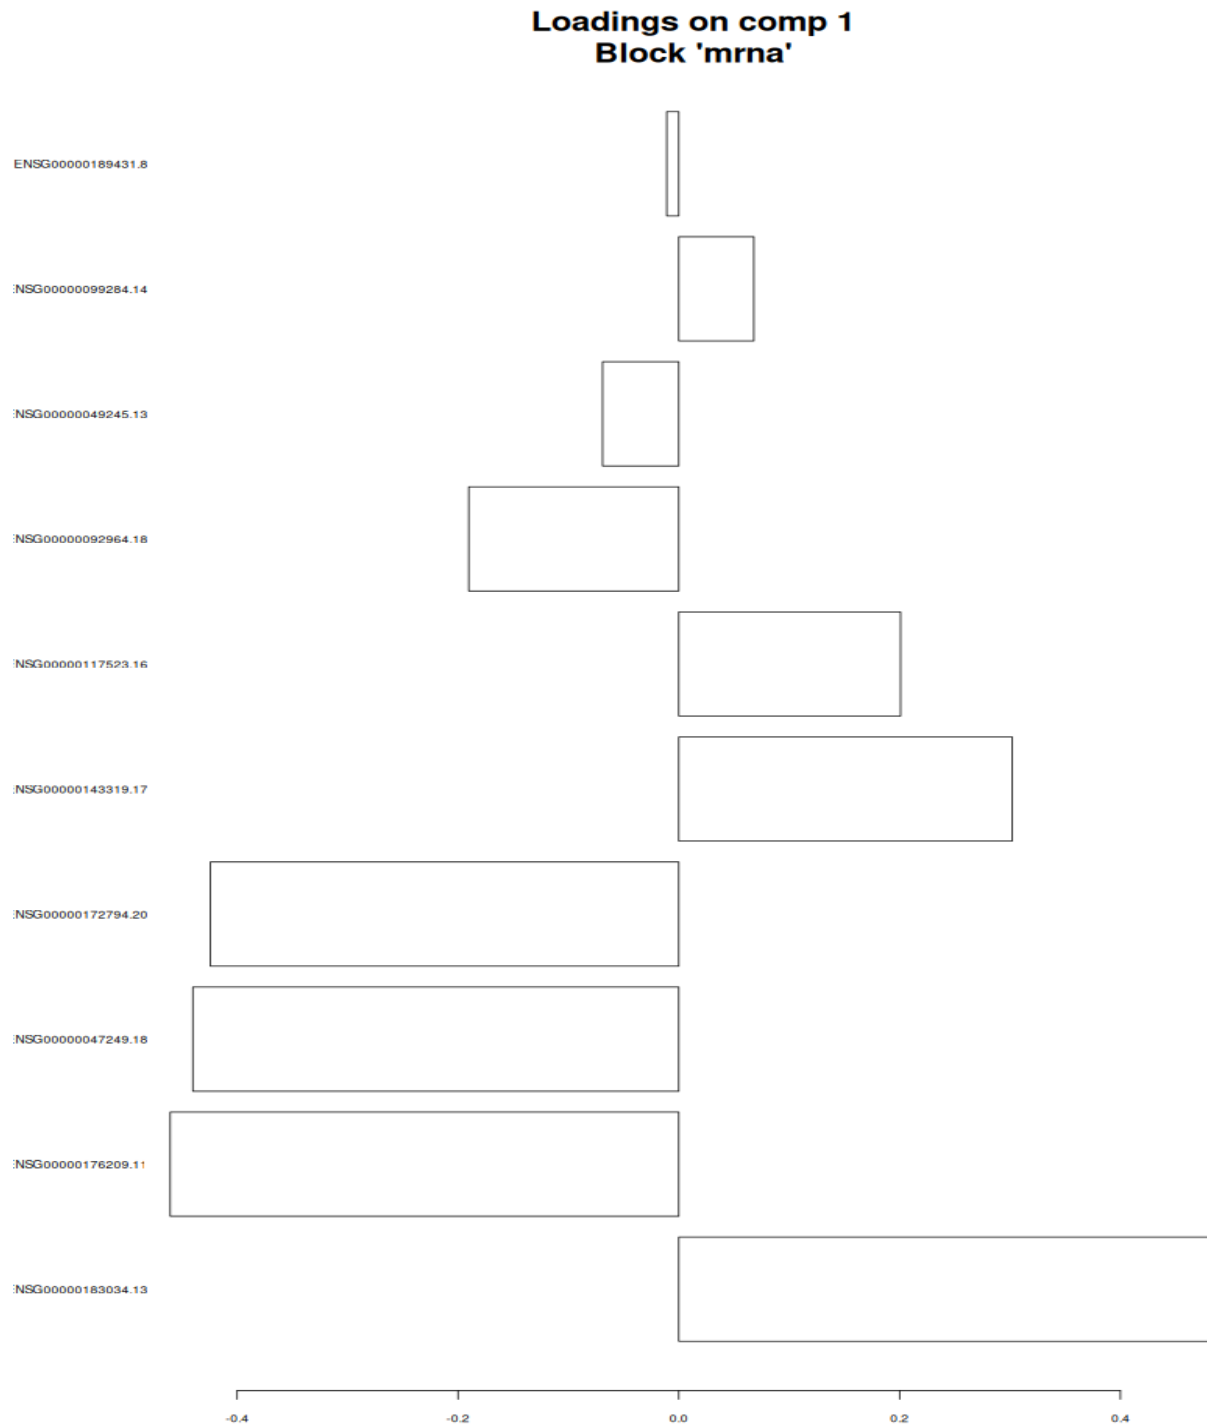 Loadings on comp 1
Block 'mrna'
ENSG00000189431.8
NSG00000099284.14
NSG00000049245.13
NSG00000092964.18
NSG00000117523.16
NSG00000143319.17
NSG00000172794.20
NSG00000047249.18
NSG00000176209.11
NSG00000183034.13
-0.4 -0.2 0.0 0.2 0.4